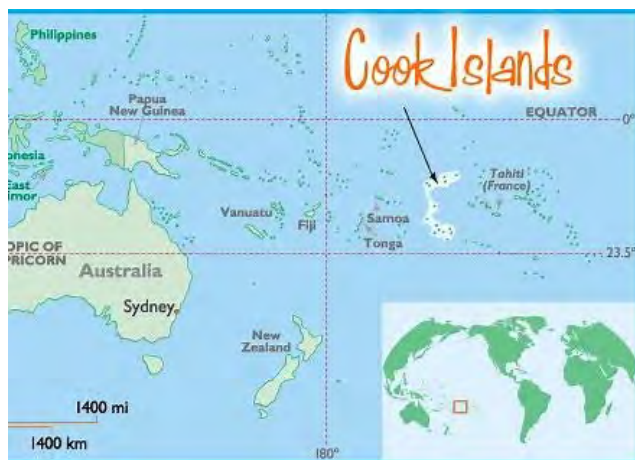 Philippines
Cook Islands
Papua
New Guinea
EQUATOR
0°
onesia
East
imor
Tahiti
(France)
Vanuatu
Fiji
Samoa
Tonga
OPIC OF
PRICORN
23.5°
Australia
Sydney
New
Zealand
1400 mi
1400 km
180°